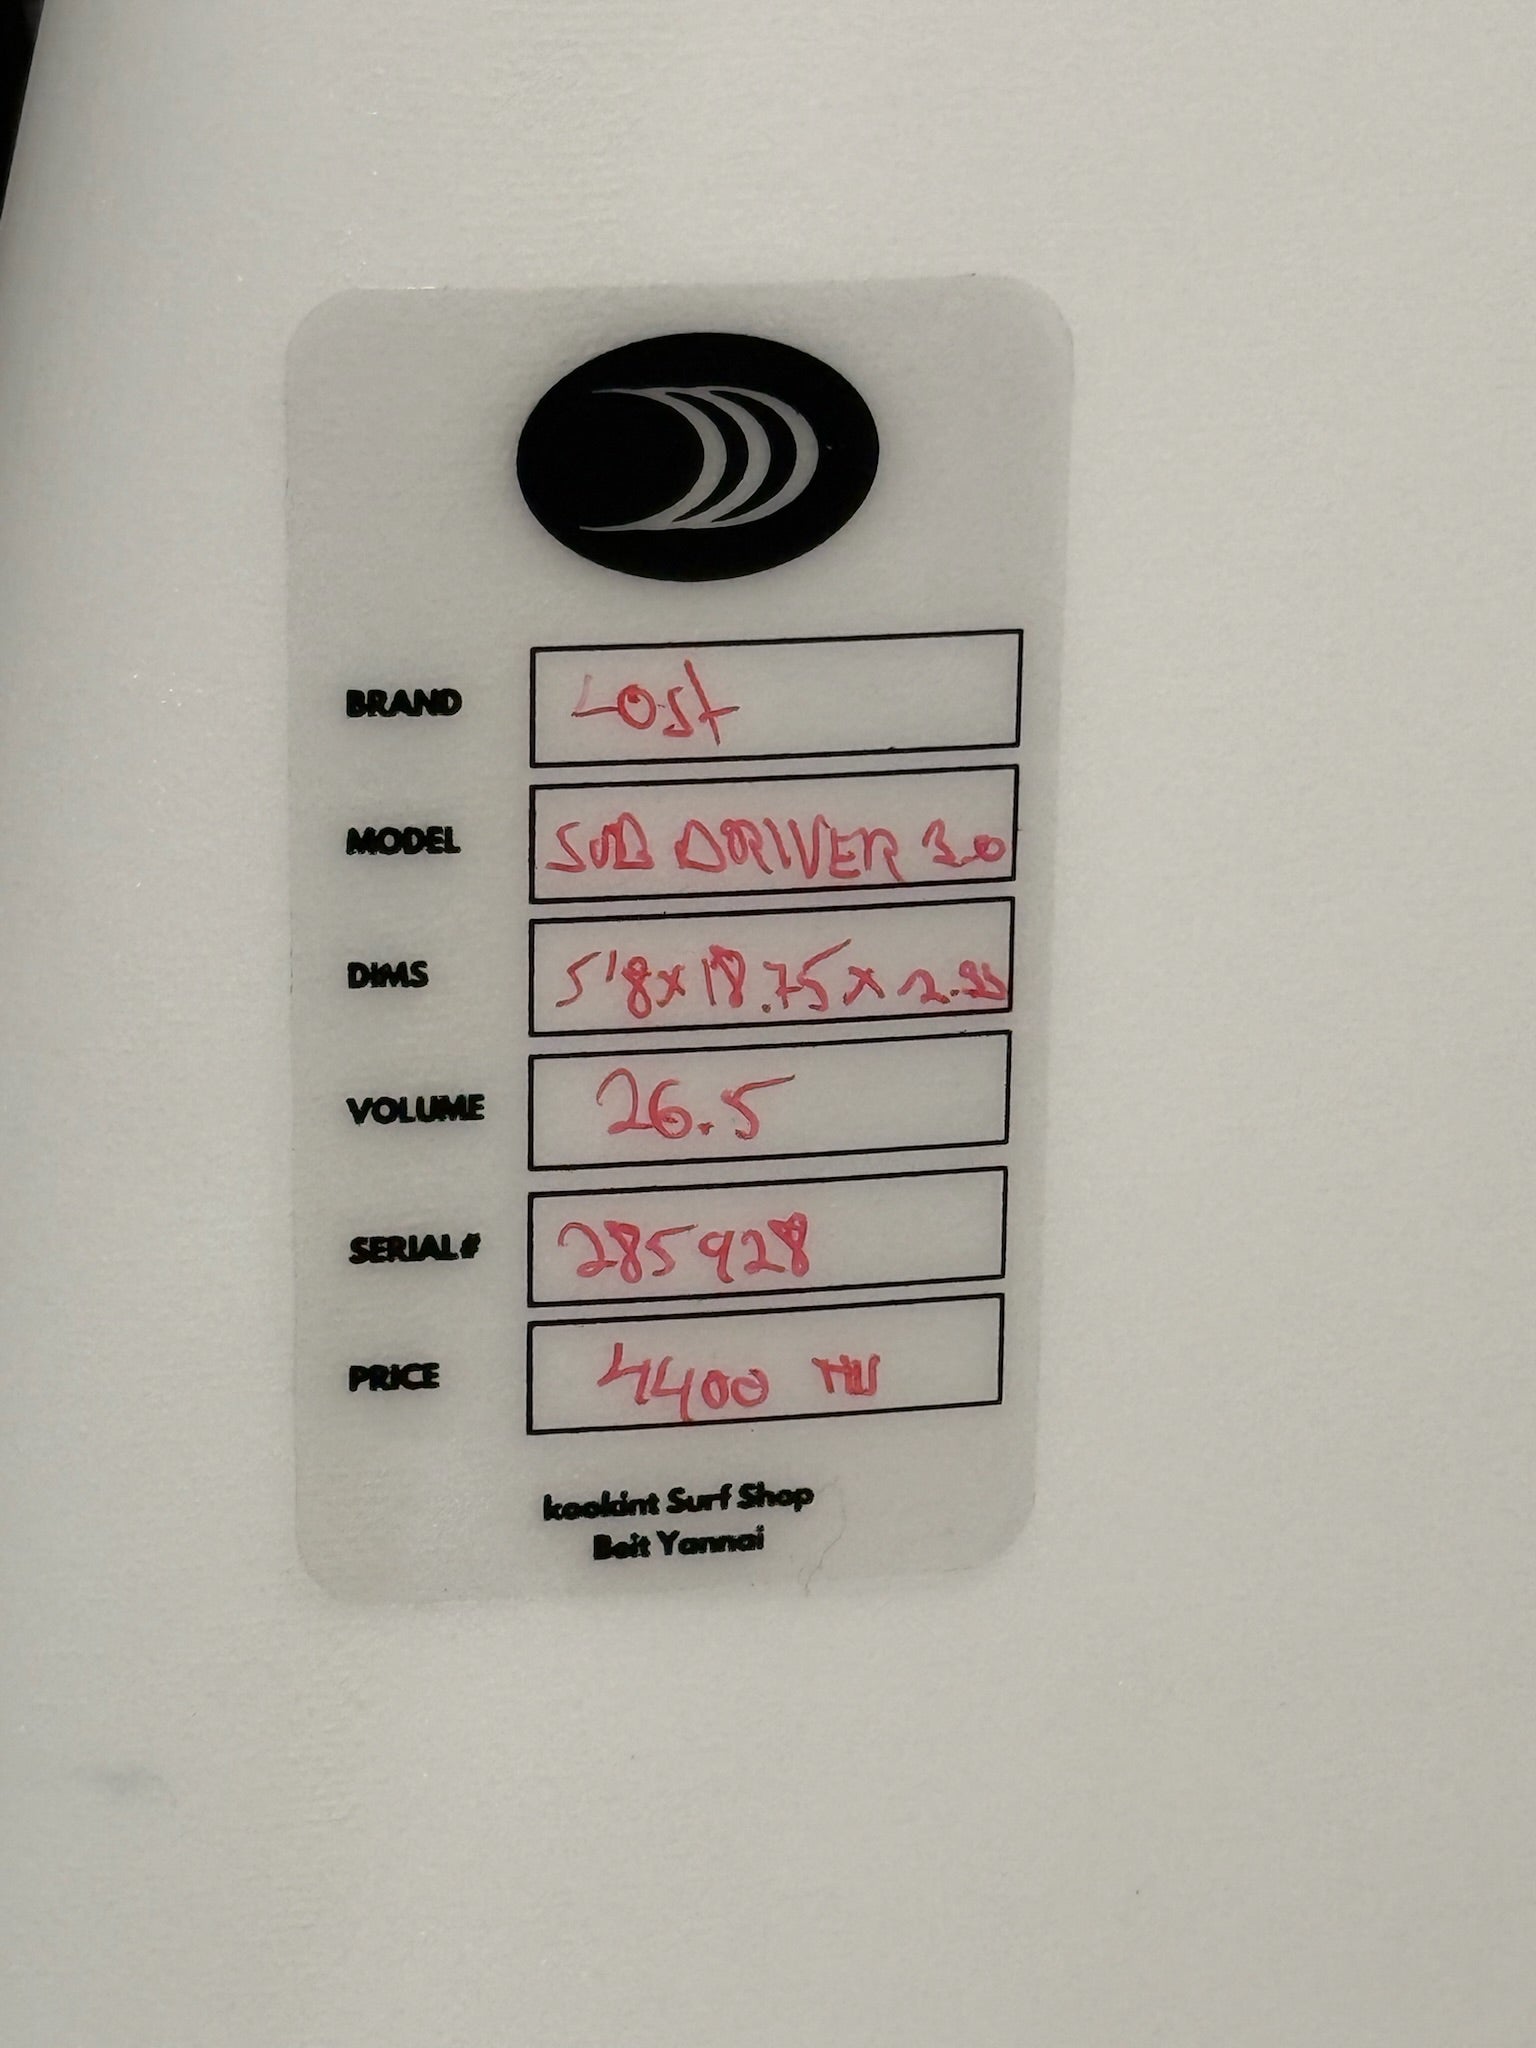 BRAND Lost
MODEL SUB DRIVER 3.0
DIMS 5'8x18.75x2.25
VOLUME 26.5
SERIAL# 285928
PRICE 4400
kookint Surf Shop
Beit Yannai